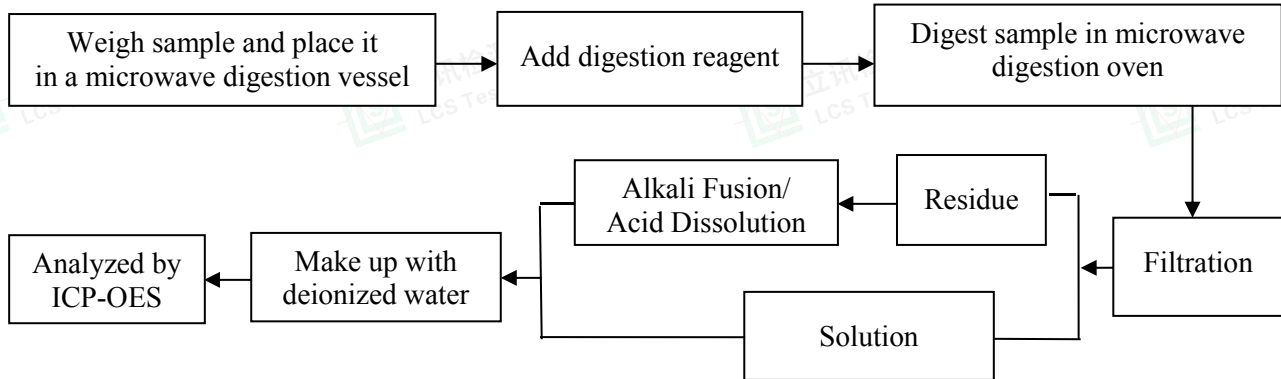 Weigh sample and place it
in a microwave digestion vessel
Add digestion reagent
Digest sample in microwave
digestion oven
Filtration
Residue
Solution
Alkali Fusion/
Acid Dissolution
Make up with
deionized water
Analyzed by
ICP-OES